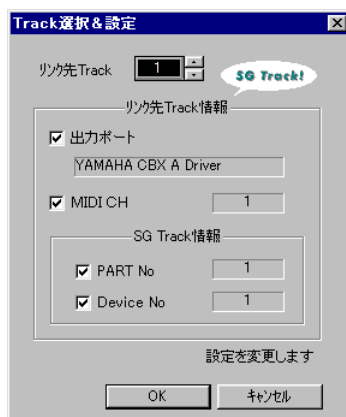 Track選択&設定
リンク先Track 1 SG Track!
リンク先Track情報
出力ポート
YAMAHA CBX A Driver
MIDI CH 1
SG Track情報
PART No 1
Device No 1
設定を変更します
OK キャンセル